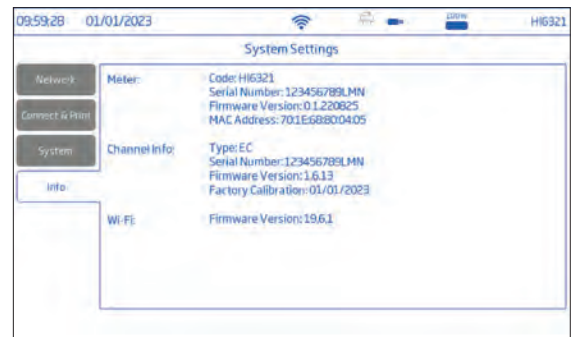 09:59:28 01/01/2023 100% HI6321
System Settings
Network
Connect & Print
System
Info
Meter:
Code: HI6321
Serial Number: 123456789LMN
Firmware Version: 0.1.220825
MAC Address: 70:1E:68:80:04:05
Channel Info:
Type: EC
Serial Number: 123456789LMN
Firmware Version: 1.6.13
Factory Calibration: 01/01/2023
Wi-Fi:
Firmware Version: 19.6.1